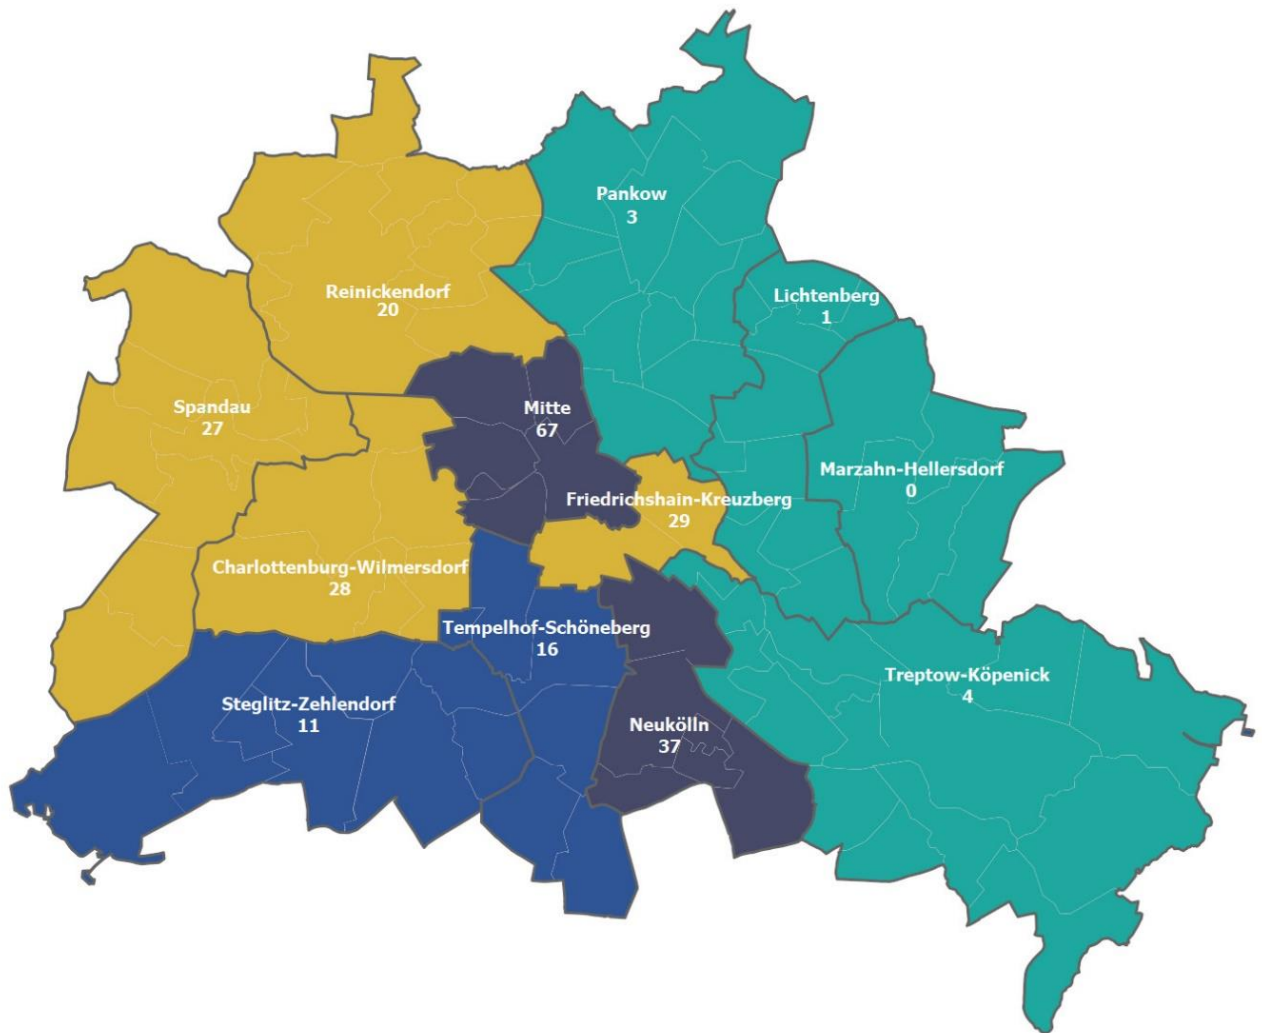 Pankow
3
Reinickendorf
20
Lichtenberg
1
Spandau
27
Mitte
67
Marzahn-Hellersdorf
0
Friedrichshain-Kreuzberg
29
Charlottenburg-Wilmersdorf
28
Tempelhof-Schöneberg
16
Treptow-Köpenick
4
Steglitz-Zehlendorf
11
Neukölln
37